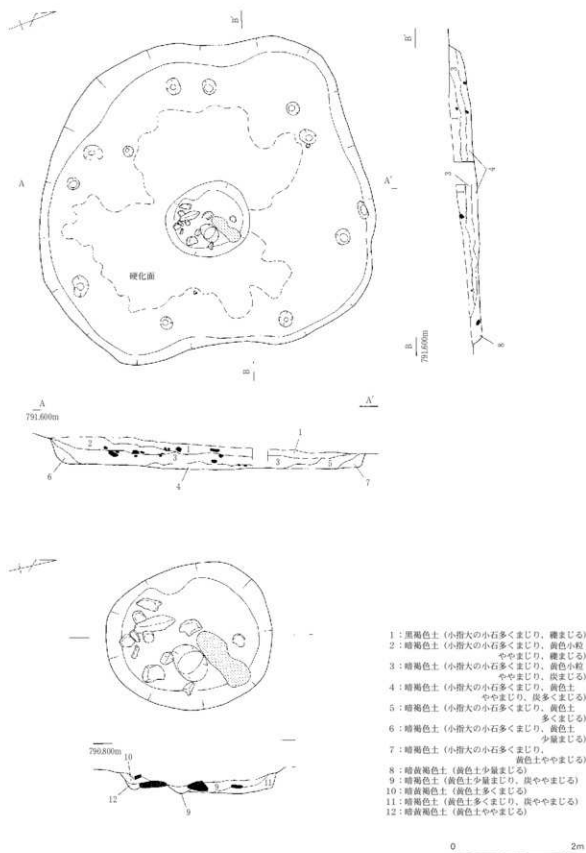 B'
B'
A
A'
硬化面
B
B
791,600m
A
A'
791,600m
1
2
1
3
3
5
6
4
7
3
4
8
790,800m
10
9
11
12
9
1：黒褐色土（小指大の小石多くまじり，礫まじる）
2：暗褐色土（小指大の小石多くまじり，黄色小粒
ややまじり，礫まじる）
3：暗褐色土（小指大の小石多くまじり，黄色小粒
ややまじり，炭まじる）
4：暗褐色土（小指大の小石多くまじり，黄色土
ややまじり，炭多くまじる）
5：暗褐色土（小指大の小石多くまじり，黄色土
多くまじる）
6：暗褐色土（小指大の小石多くまじり，黄色土
少量まじる）
7：暗褐色土（小指大の小石多くまじり，
黄色土ややまじる）
8：暗黄褐色土（黄色土少量まじる）
9：暗褐色土（黄色土少量まじる，炭ややまじる）
10：暗黄褐色土（黄色土多くまじる）
11：暗褐色土（黄色土多くまじり，炭ややまじる）
12：暗黄褐色土（黄色土ややまじる）
0 2m